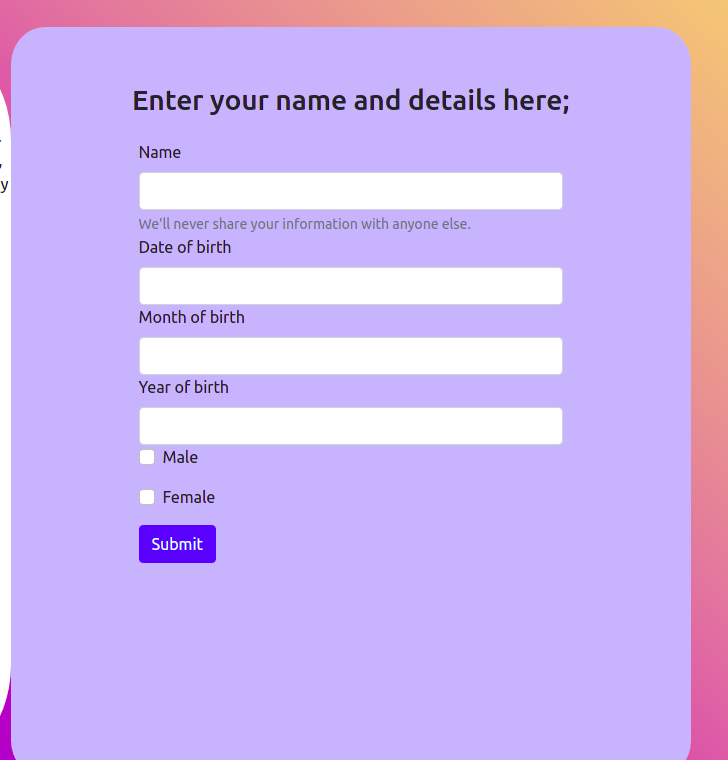 Enter your name and details here;
Name
We'll never share your information with anyone else.
Date of birth
Month of birth
Year of birth
Male
Female
Submit